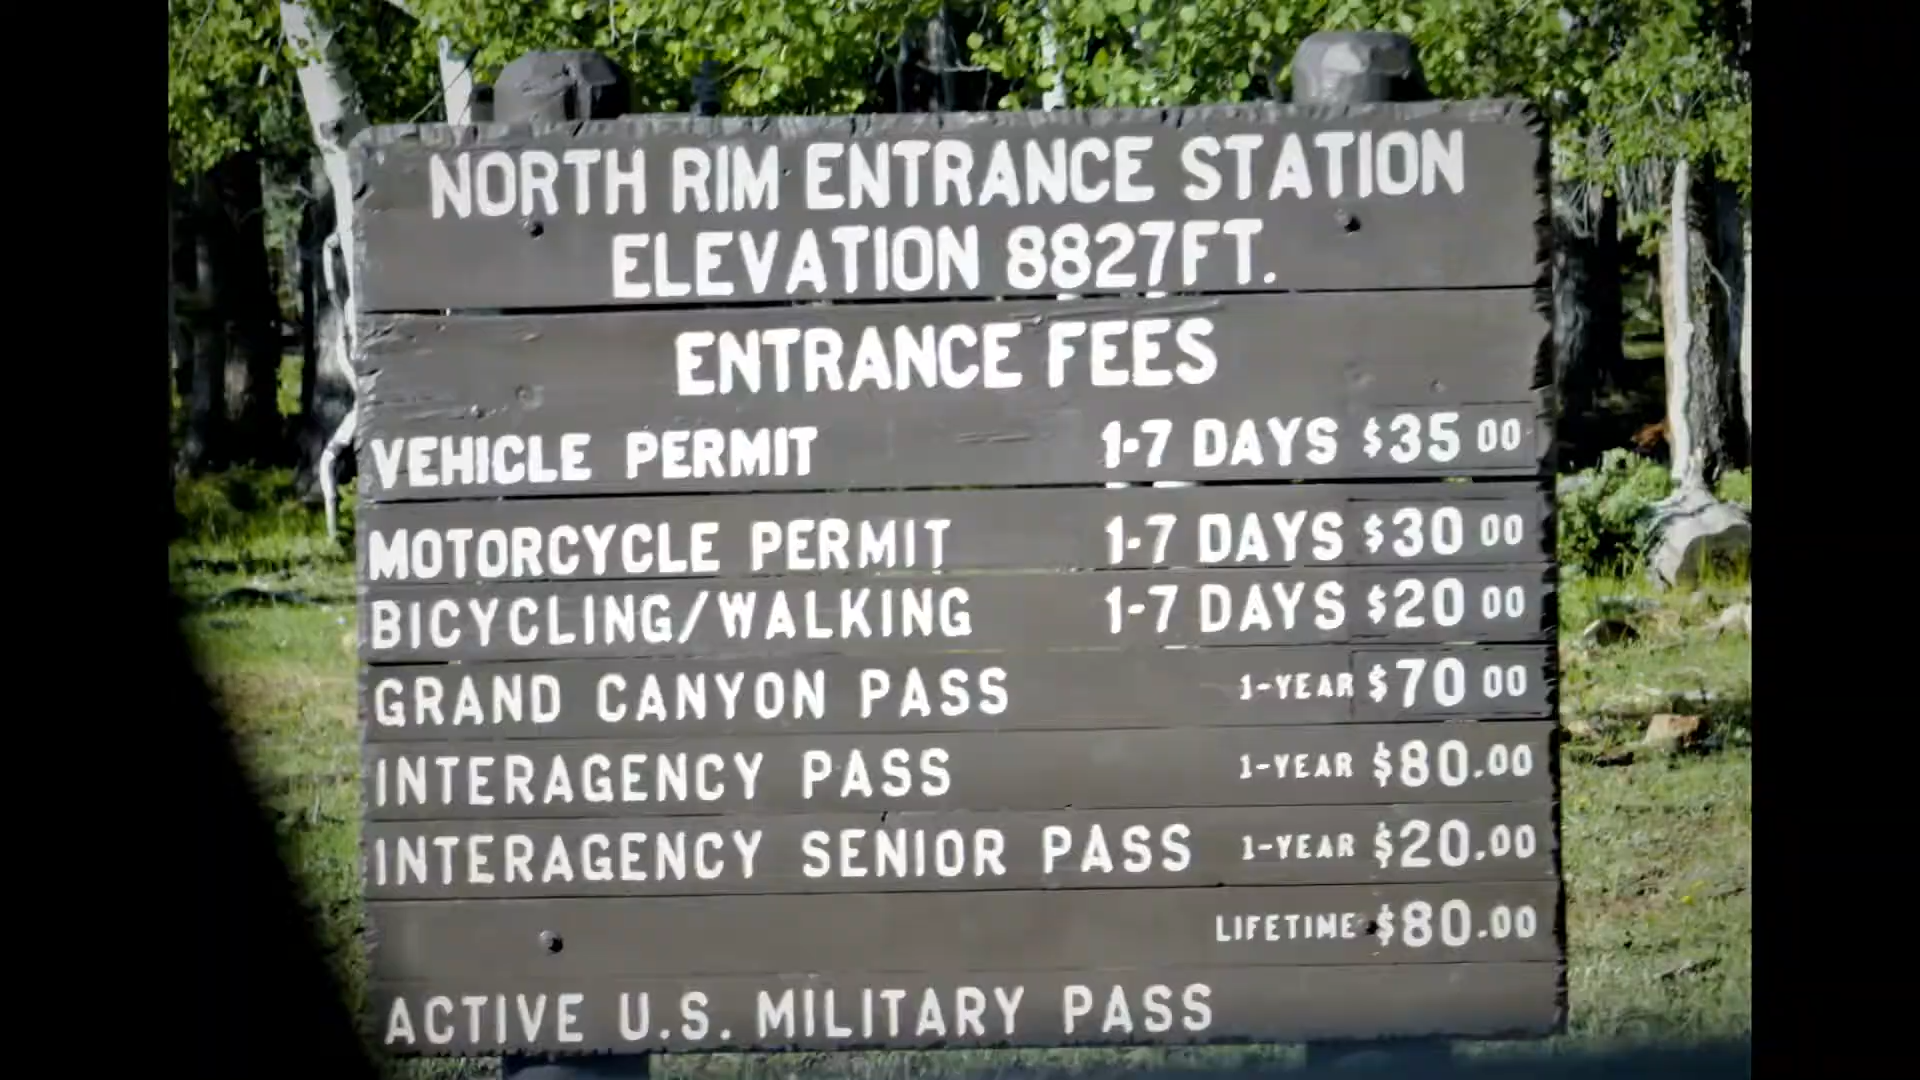 NORTH RIM ENTRANCE STATION
ELEVATION 8827FT.
ENTRANCE FEES
VEHICLE PERMIT 1-7 DAYS $35 00
MOTORCYCLE PERMIT 1-7 DAYS $30 00
BICYCLING/WALKING 1-7 DAYS $20 00
GRAND CANYON PASS 1-YEAR $70 00
INTERAGENCY PASS 1-YEAR $80.00
INTERAGENCY SENIOR PASS 1-YEAR $20.00
LIFETIME $80.00
ACTIVE U.S. MILITARY PASS